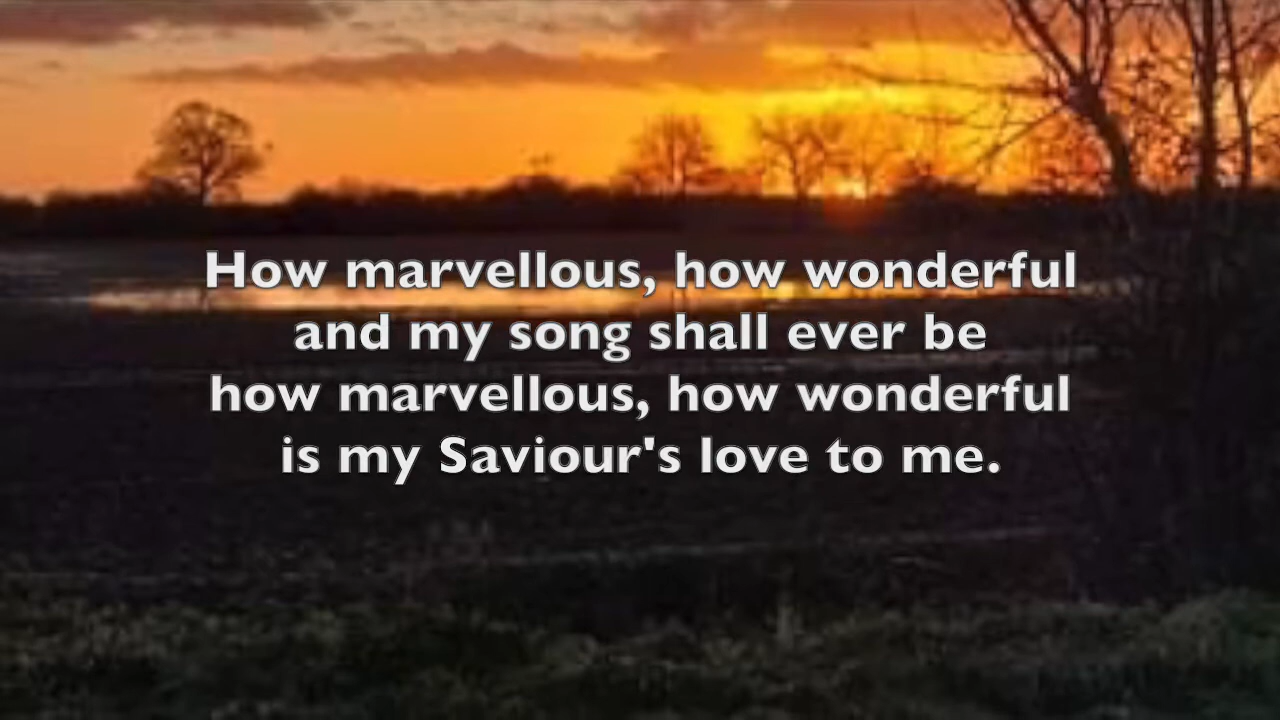 How marvellous, how wonderful
and my song shall ever be
how marvellous, how wonderful
is my Saviour's love to me.